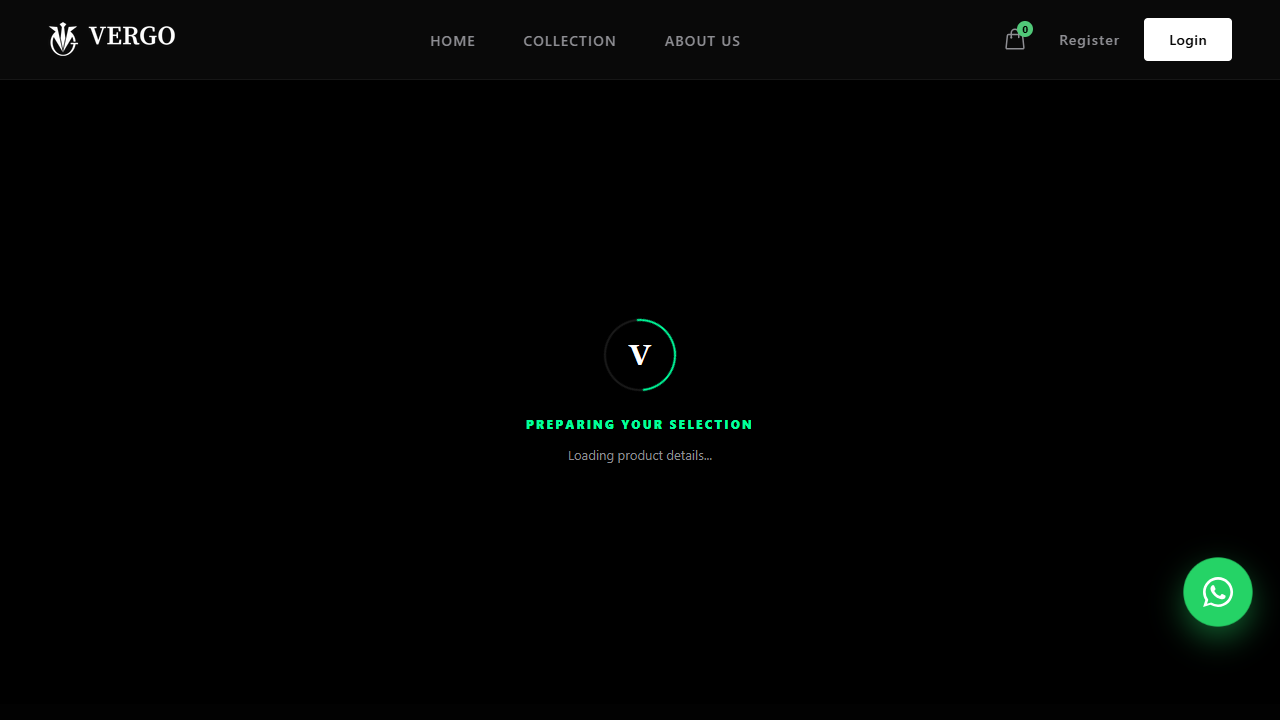 VERGO
HOME
COLLECTION
ABOUT US
0
Register
Login
V
PREPARING YOUR SELECTION
Loading product details...